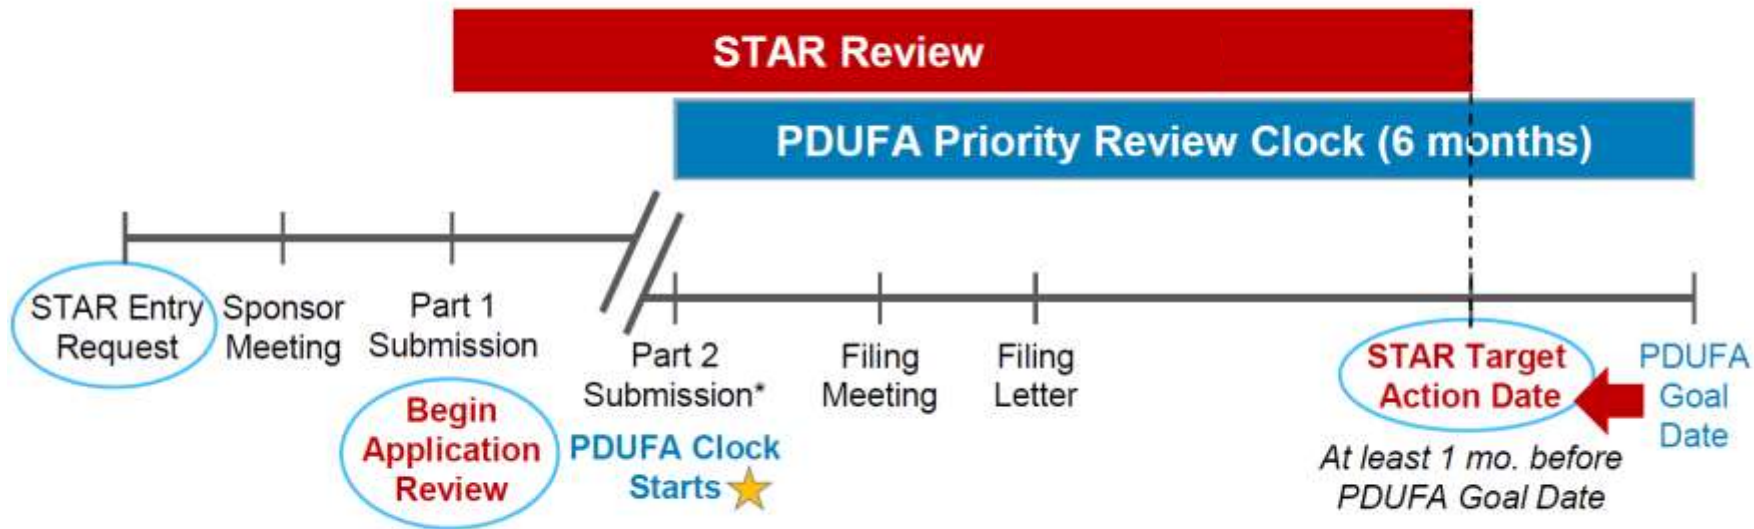 STAR Review
PDUFA Priority Review Clock (6 months)
STAR Entry
Request
Sponsor
Meeting
Part 1
Submission
Begin
Application
Review
Part 2
Submission*
PDUFA Clock
Starts
Filing
Meeting
Filing
Letter
STAR Target
Action Date
At least 1 mo. before
PDUFA Goal Date
PDUFA
Goal
Date